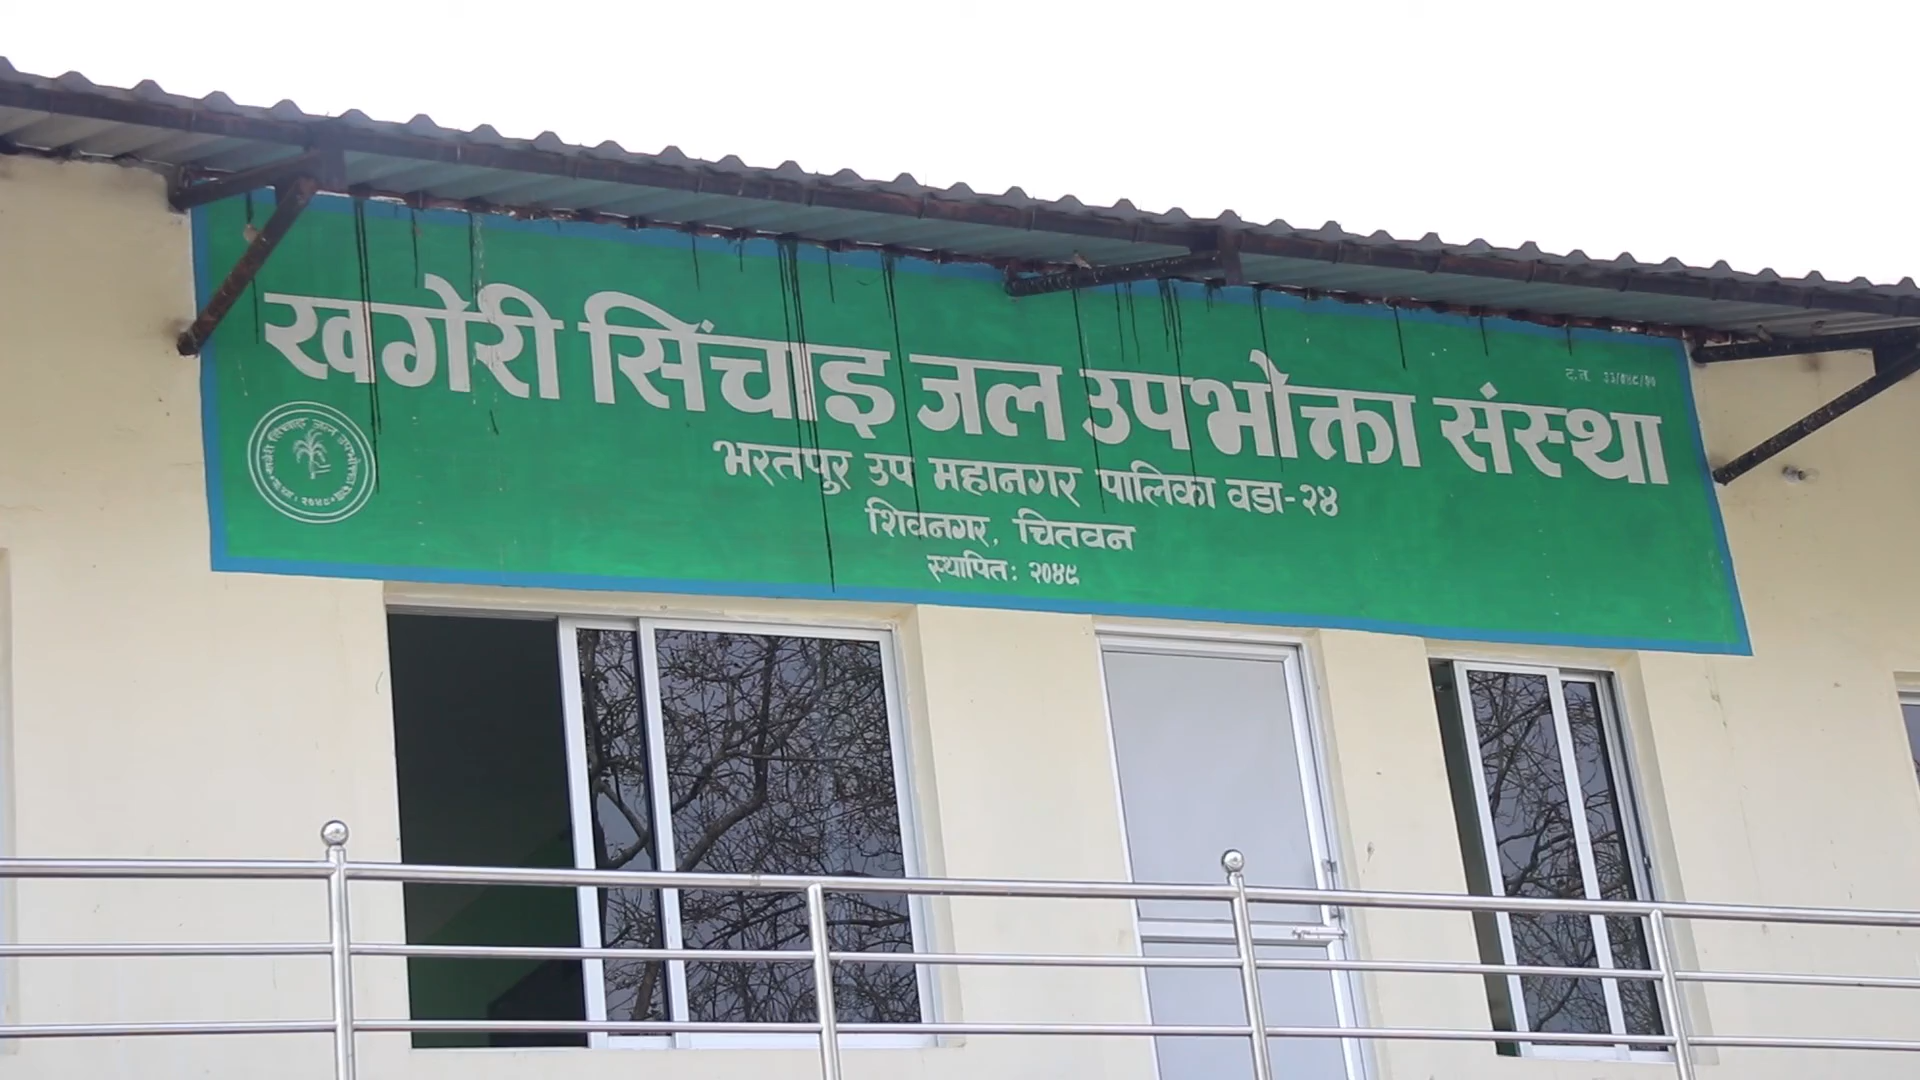 खगेरी सिंचाइ जल उपभोक्ता संस्था
भरतपुर उप महानगर पालिका वडा-२४
शिवनगर, चितवन
स्थापित: २०४९